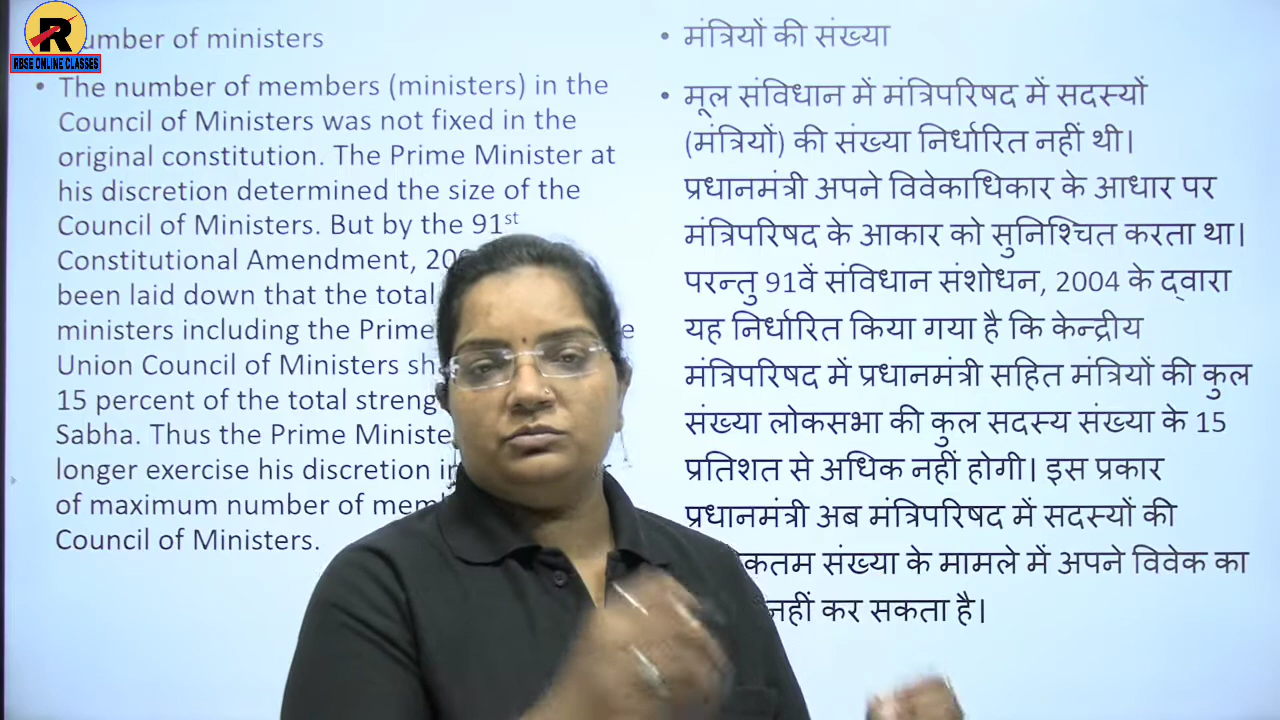 RBSE ONLINE CLASSES
umber of ministers
The number of members (ministers) in the
Council of Ministers was not fixed in the
original constitution. The Prime Minister at
his discretion determined the size of the
Council of Ministers. But by the 91st
Constitutional Amendment, 200
been laid down that the total
ministers including the Prime
Union Council of Ministers sha
15 percent of the total streng
Sabha. Thus the Prime Ministe
longer exercise his discretion in
of maximum number of mem
Council of Ministers.
मंत्रियों की संख्या
मूल संविधान में मंत्रिपरिषद में सदस्यों
(मंत्रियों) की संख्या निर्धारित नहीं थी।
प्रधानमंत्री अपने विवेकाधिकार के आधार पर
मंत्रिपरिषद के आकार को सुनिश्चित करता था।
परन्तु 91वें संविधान संशोधन, 2004 के द्वारा
यह निर्धारित किया गया है कि केन्द्रीय
मंत्रिपरिषद में प्रधानमंत्री सहित मंत्रियों की कुल
संख्या लोकसभा की कुल सदस्य संख्या के 15
प्रतिशत से अधिक नहीं होगी। इस प्रकार
प्रधानमंत्री अब मंत्रिपरिषद में सदस्यों की
कतम संख्या के मामले में अपने विवेक का
नहीं कर सकता है।